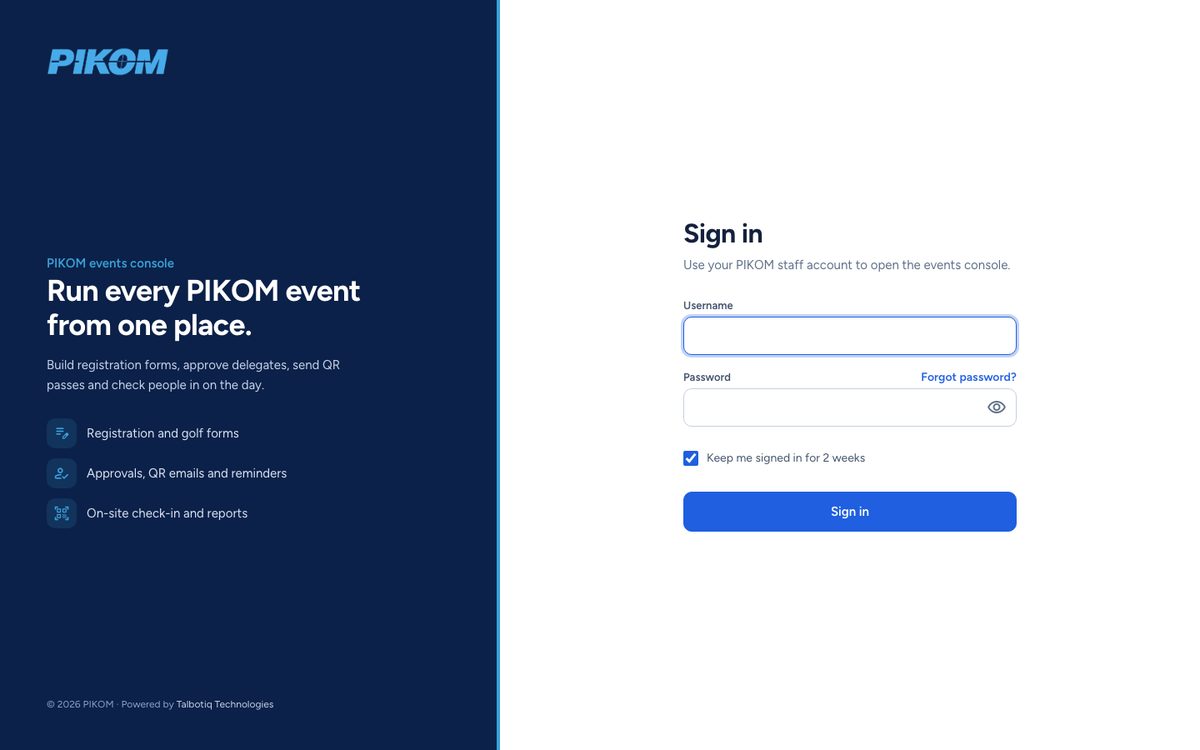 PIKOM
PIKOM events console
Run every PIKOM event
from one place.
Build registration forms, approve delegates, send QR
passes and check people in on the day.
Registration and golf forms
Approvals, QR emails and reminders
On-site check-in and reports
© 2026 PIKOM · Powered by Talbotiq Technologies
Sign in
Use your PIKOM staff account to open the events console.
Username
Password
Forgot password?
Keep me signed in for 2 weeks
Sign in